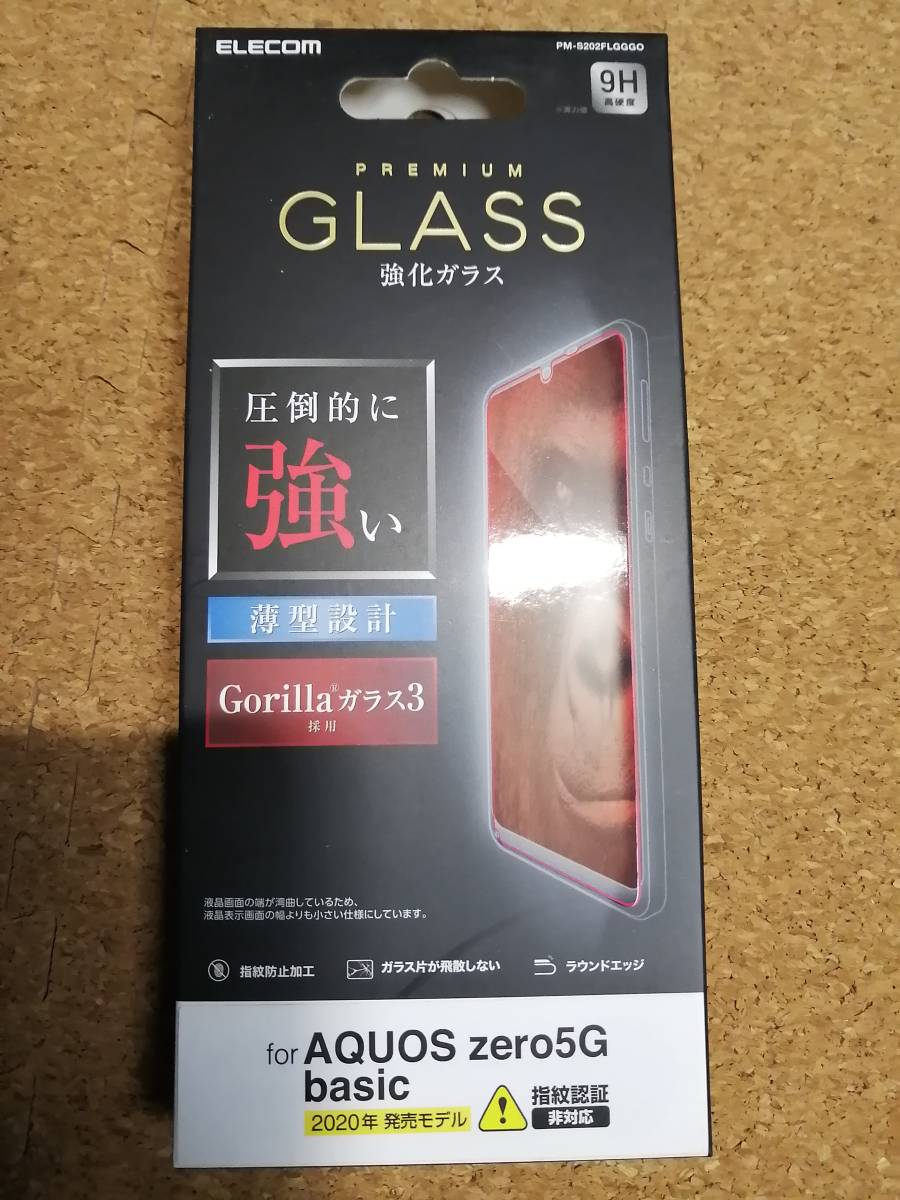 ELECOM
PM-S202FLGGGO
9H
高硬度
※実力値
PREMIUM
GLASS
強化ガラス
圧倒的に
強い
薄型設計
Gorilla®ガラス3
採用
液晶画面の端が湾曲しているため、
液晶表示画面の幅よりも小さい仕様にしています。
指紋防止加工
ガラス片が飛散しない
ラウンドエッジ
for AQUOS zero5G
basic
2020年 発売モデル
指紋認証
非対応